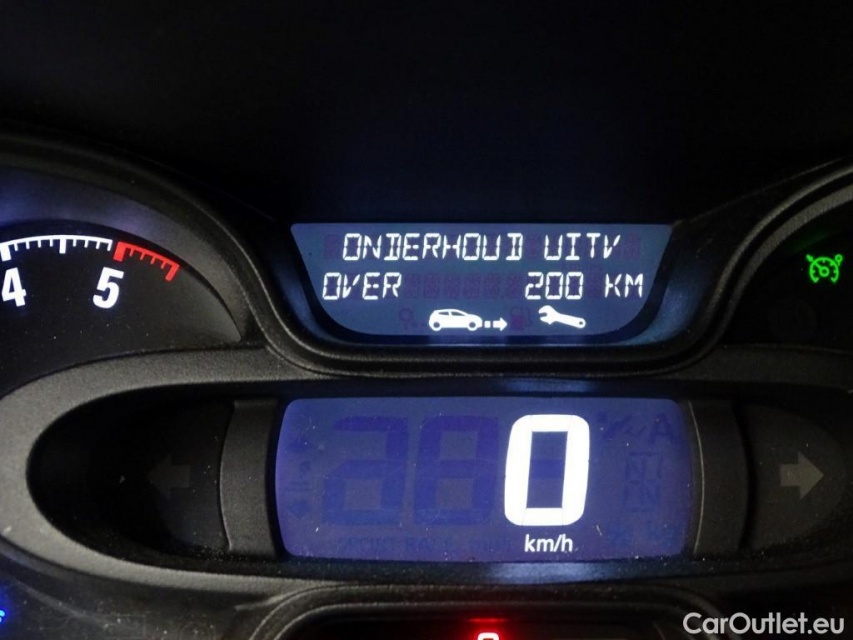 ONDERHOUD UITV
OVER 200 KM
4 5
0
km/h
CarOutlet.eu